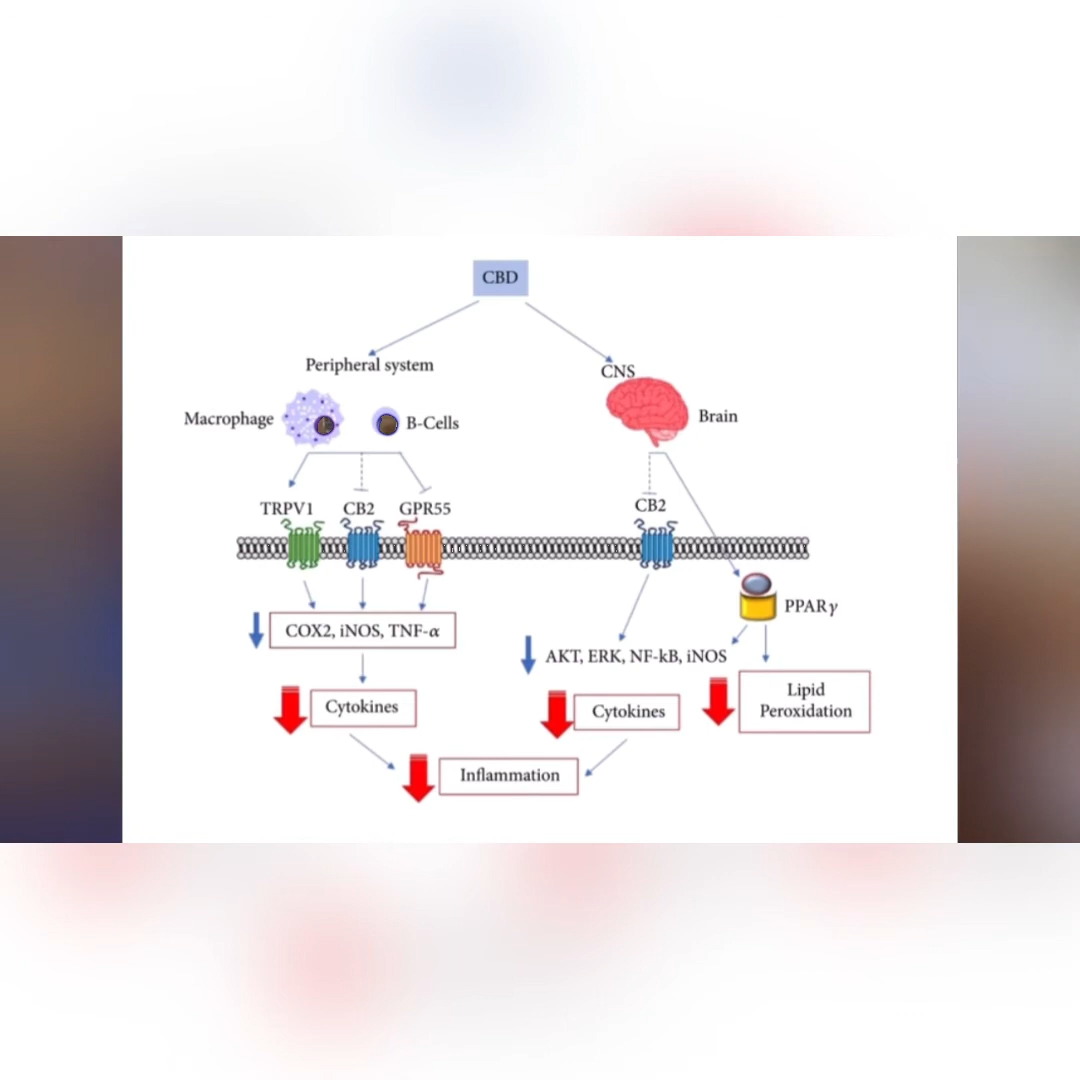 CBD
Peripheral system
CNS
Macrophage
B-Cells
Brain
TRPV1
CB2
GPR55
CB2
PPARγ
COX2, iNOS, TNF-α
AKT, ERK, NF-kB, iNOS
Cytokines
Cytokines
Lipid
Peroxidation
Inflammation